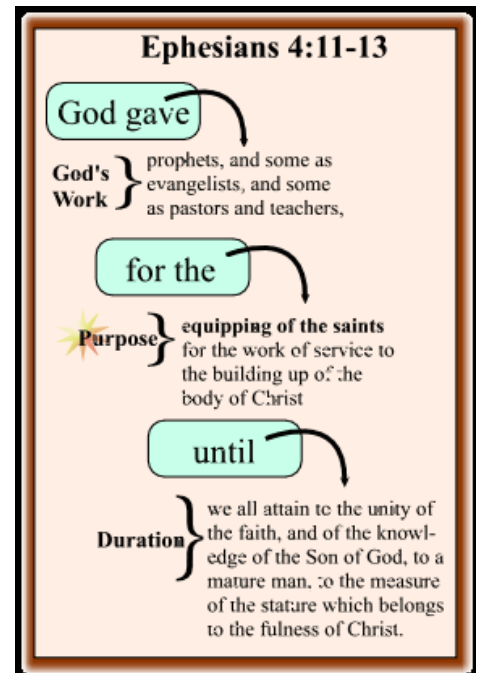 Ephesians 4:11-13
God gave
God's
Work
prophets, and some as
evangelists, and some
as pastors and teachers,
for the
Purpose
equipping of the saints
for the work of service to
the building up of the
body of Christ
until
Duration
we all attain to the unity of
the faith, and of the knowl-
edge of the Son of God, to a
mature man, to the measure
of the stature which belongs
to the fulness of Christ.